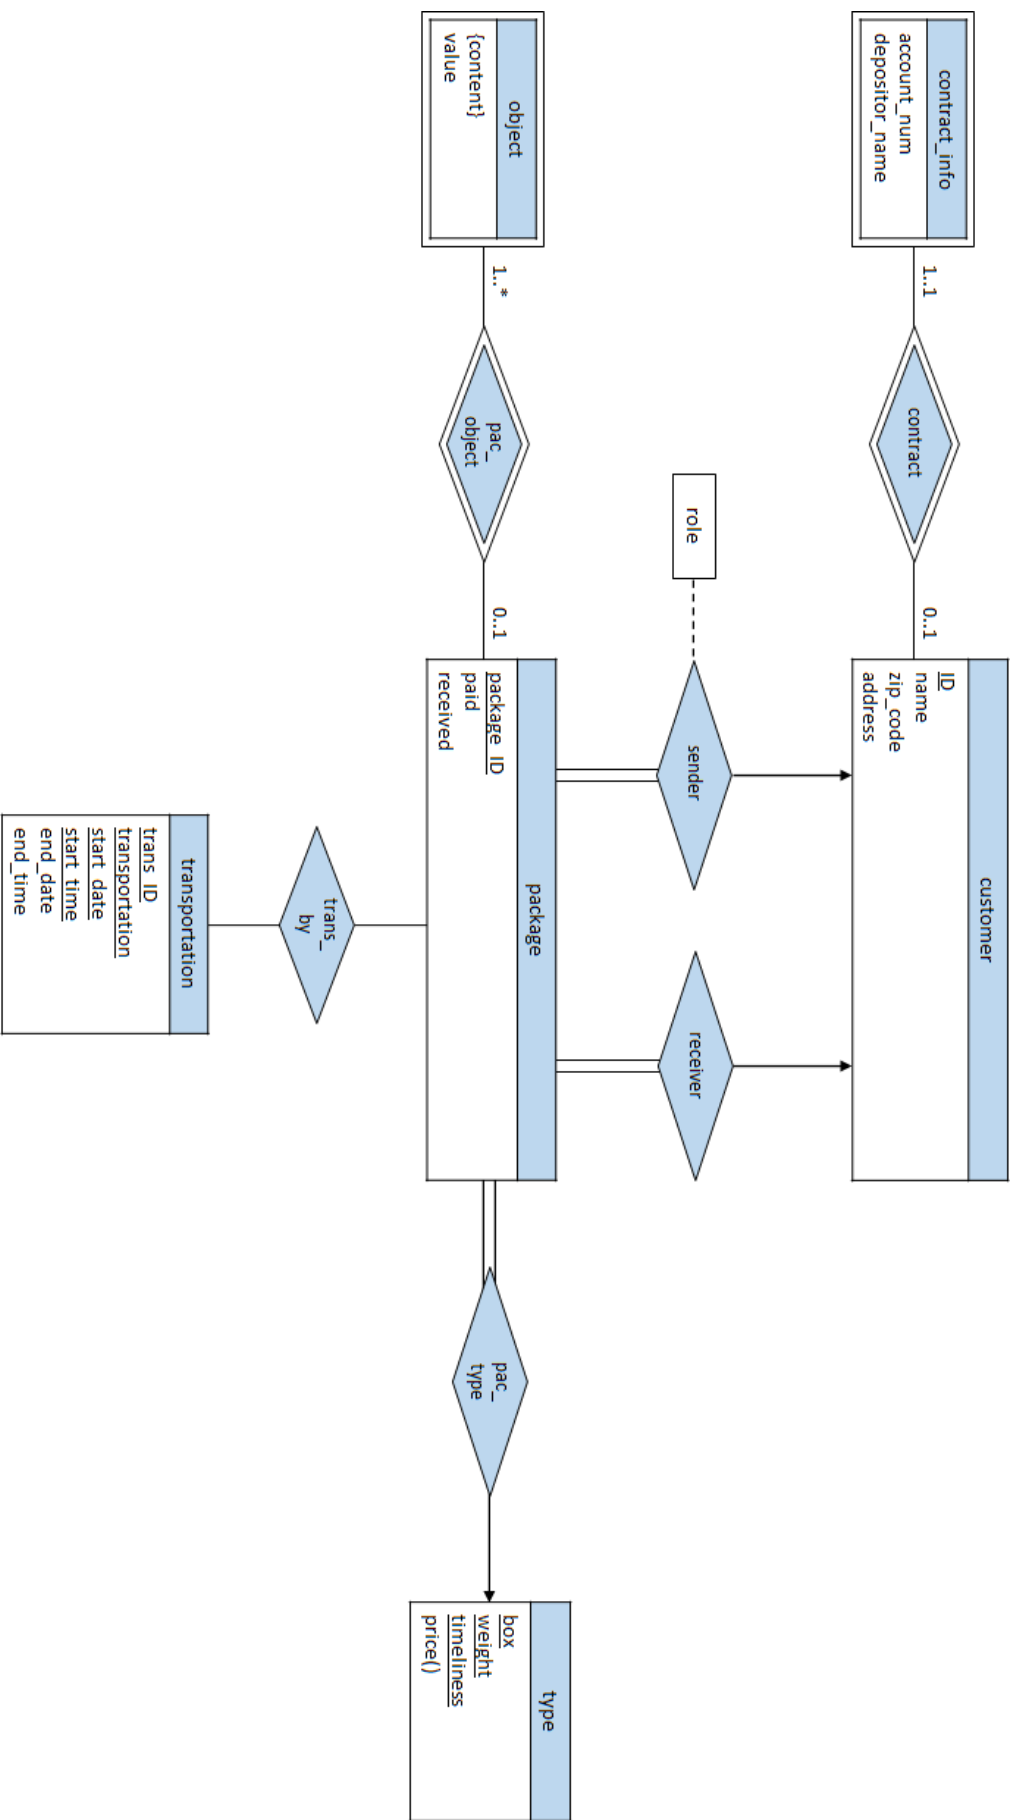 contract_info
account_num
depositor_name
1..1
contract
0..1
customer
ID
name
zip_code
address
role
sender
receiver
object
{content}
value
1..*
pac_
object
0..1
package
package_ID
paid
received
pac_
type
type
box
weight
timeliness
price()
trans_
by
transportation
trans_ID
transportation
start_date
start_time
end_date
end_time